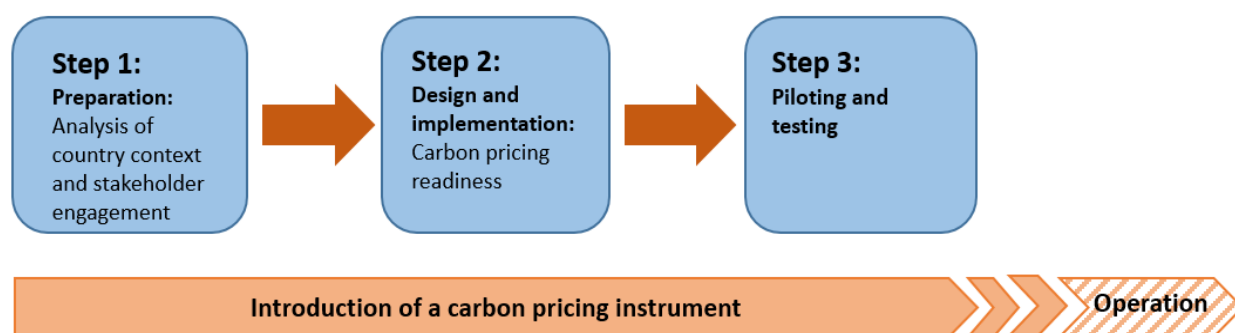 Step 1:
Preparation:
Analysis of
country context
and stakeholder
engagement
Step 2:
Design and
implementation:
Carbon pricing
readiness
Step 3:
Piloting and
testing
Introduction of a carbon pricing instrument
Operation